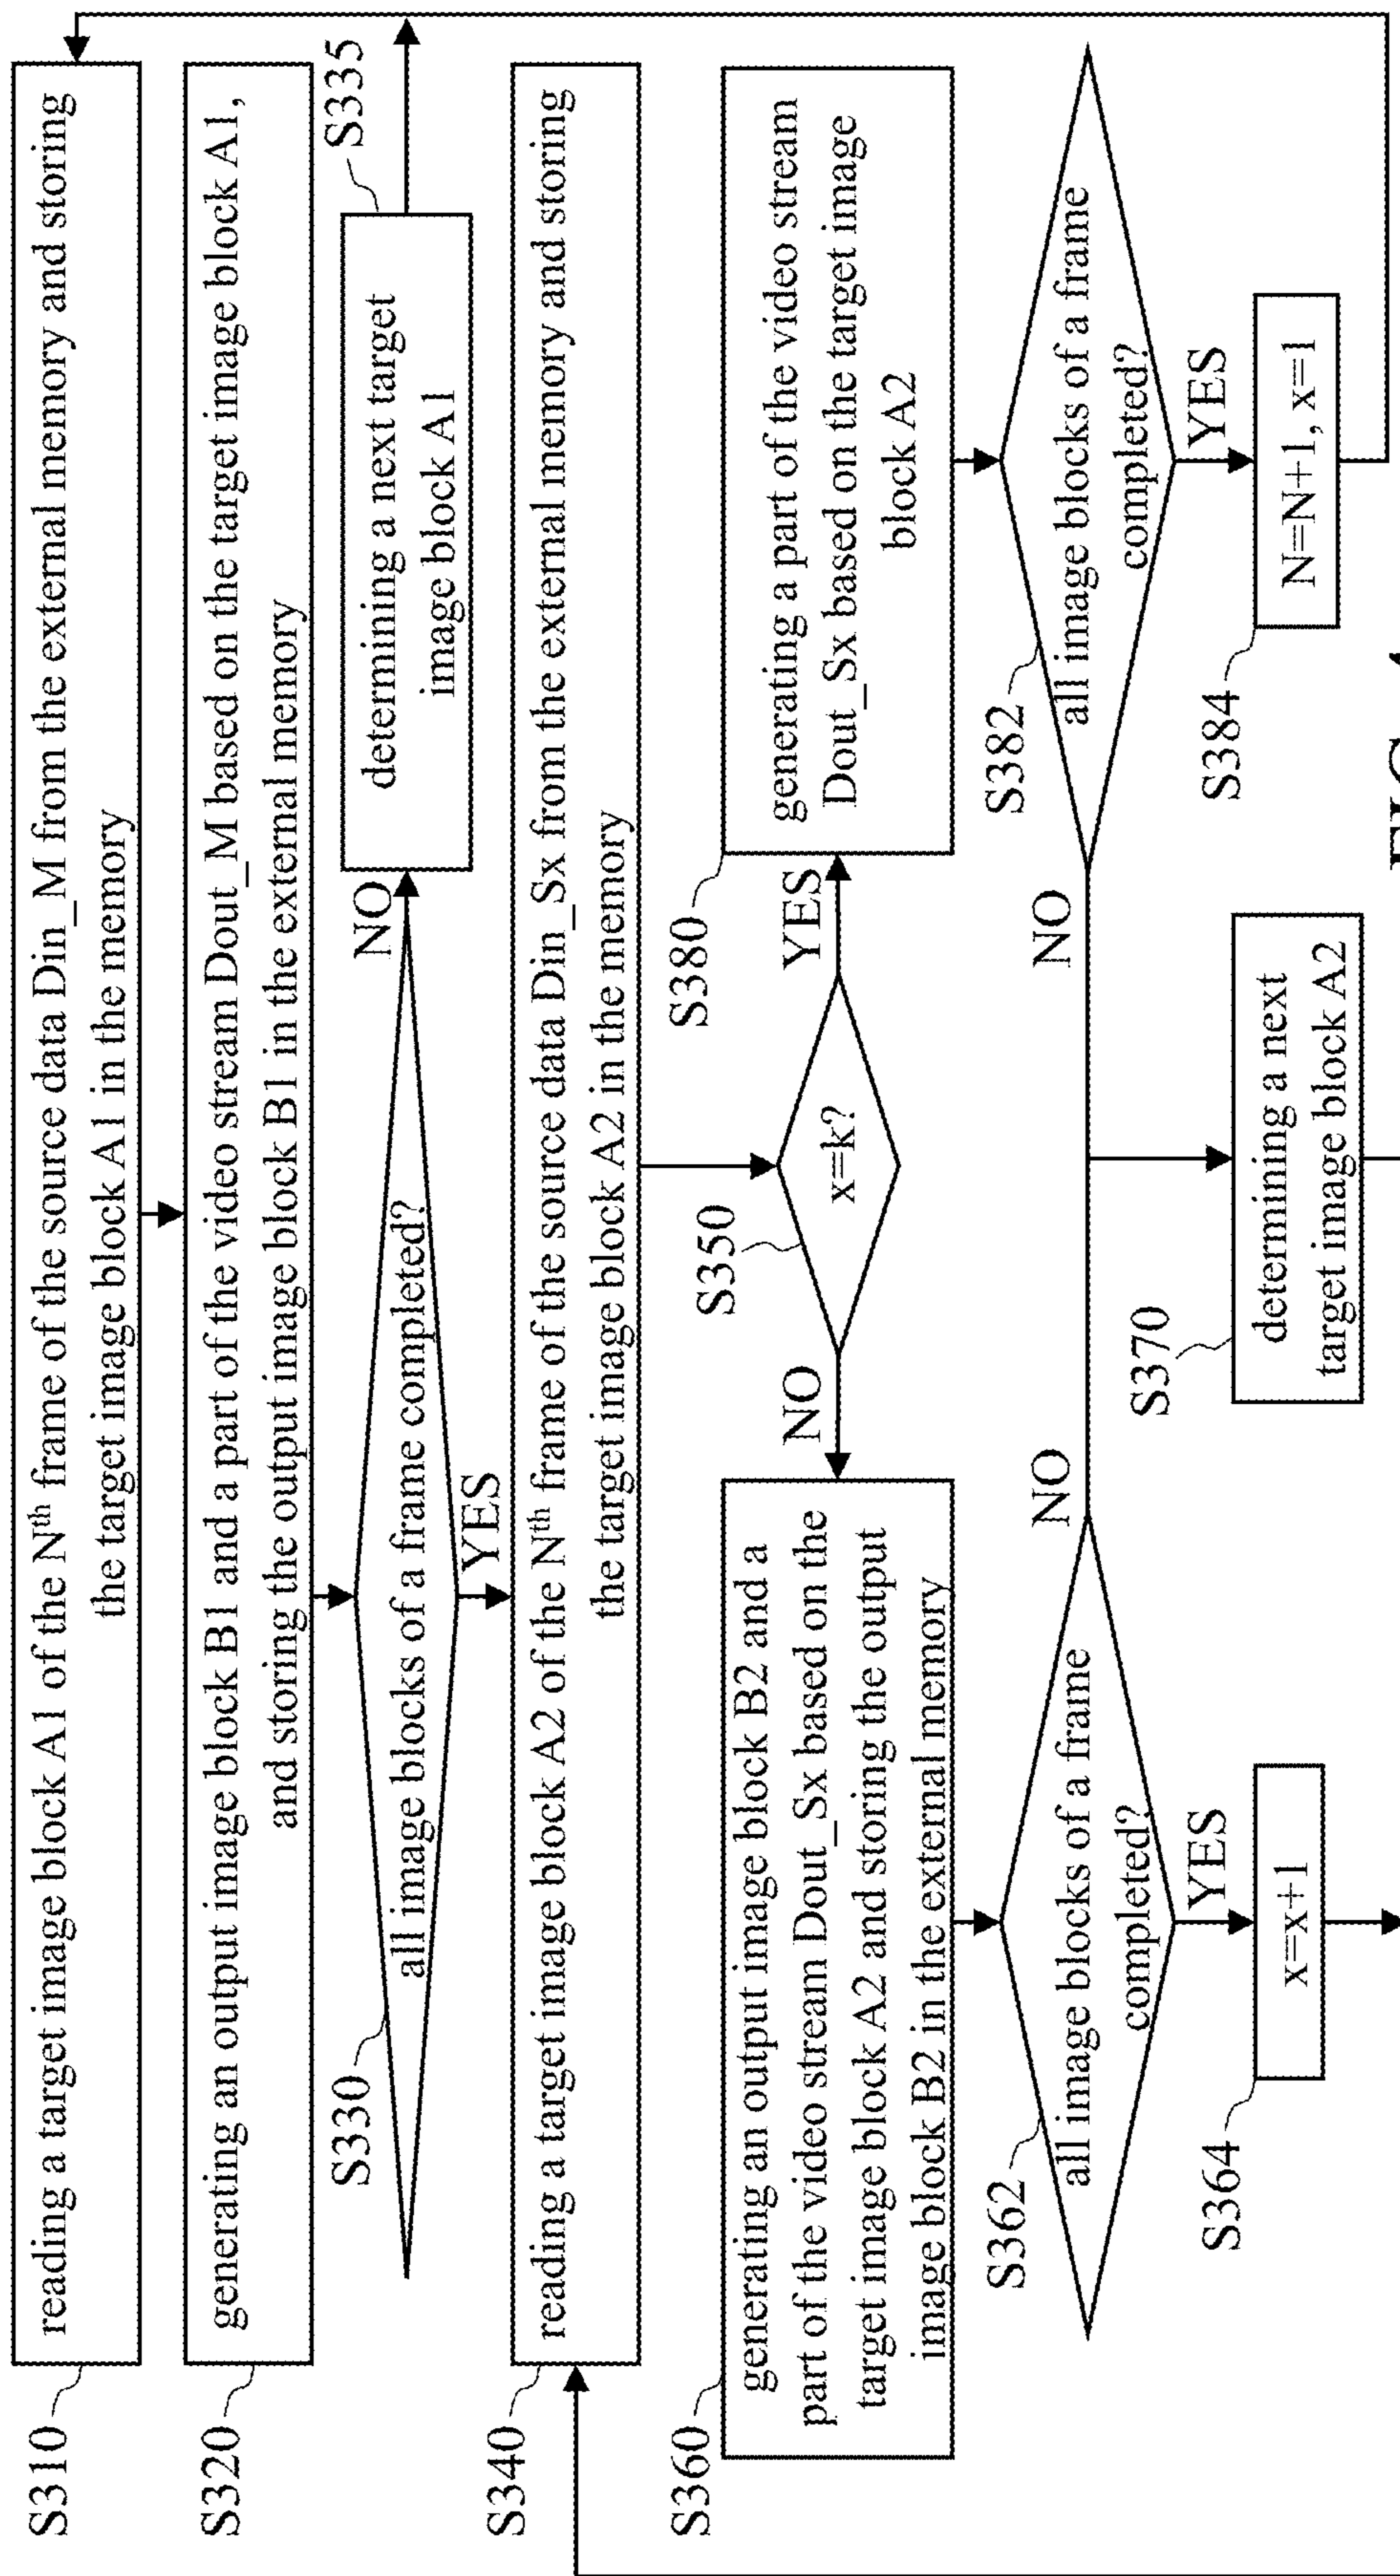 S310
reading a target image block A1 of the Nth frame of the source data Din_M from the external memory and storing
the target image block A1 in the memory
S320
generating an output image block B1 and a part of the video stream Dout_M based on the target image block A1,
and storing the output image block B1 in the external memory
S330
all image blocks of a frame completed?
NO
determining a next target
image block A1
S335
YES
S340
reading a target image block A2 of the Nth frame of the source data Din_Sx from the external memory and storing
the target image block A2 in the memory
S350
x=k?
NO
YES
S360
generating an output image block B2 and a
part of the video stream Dout_Sx based on the
target image block A2 and storing the output
image block B2 in the external memory
S380
generating a part of the video stream
Dout_Sx based on the target image
block A2
S362
all image blocks of a frame
completed?
NO
NO
S382
all image blocks of a frame
completed?
YES
YES
S364
x=x+1
S370
determining a next
target image block A2
S384
N=N+1, x=1